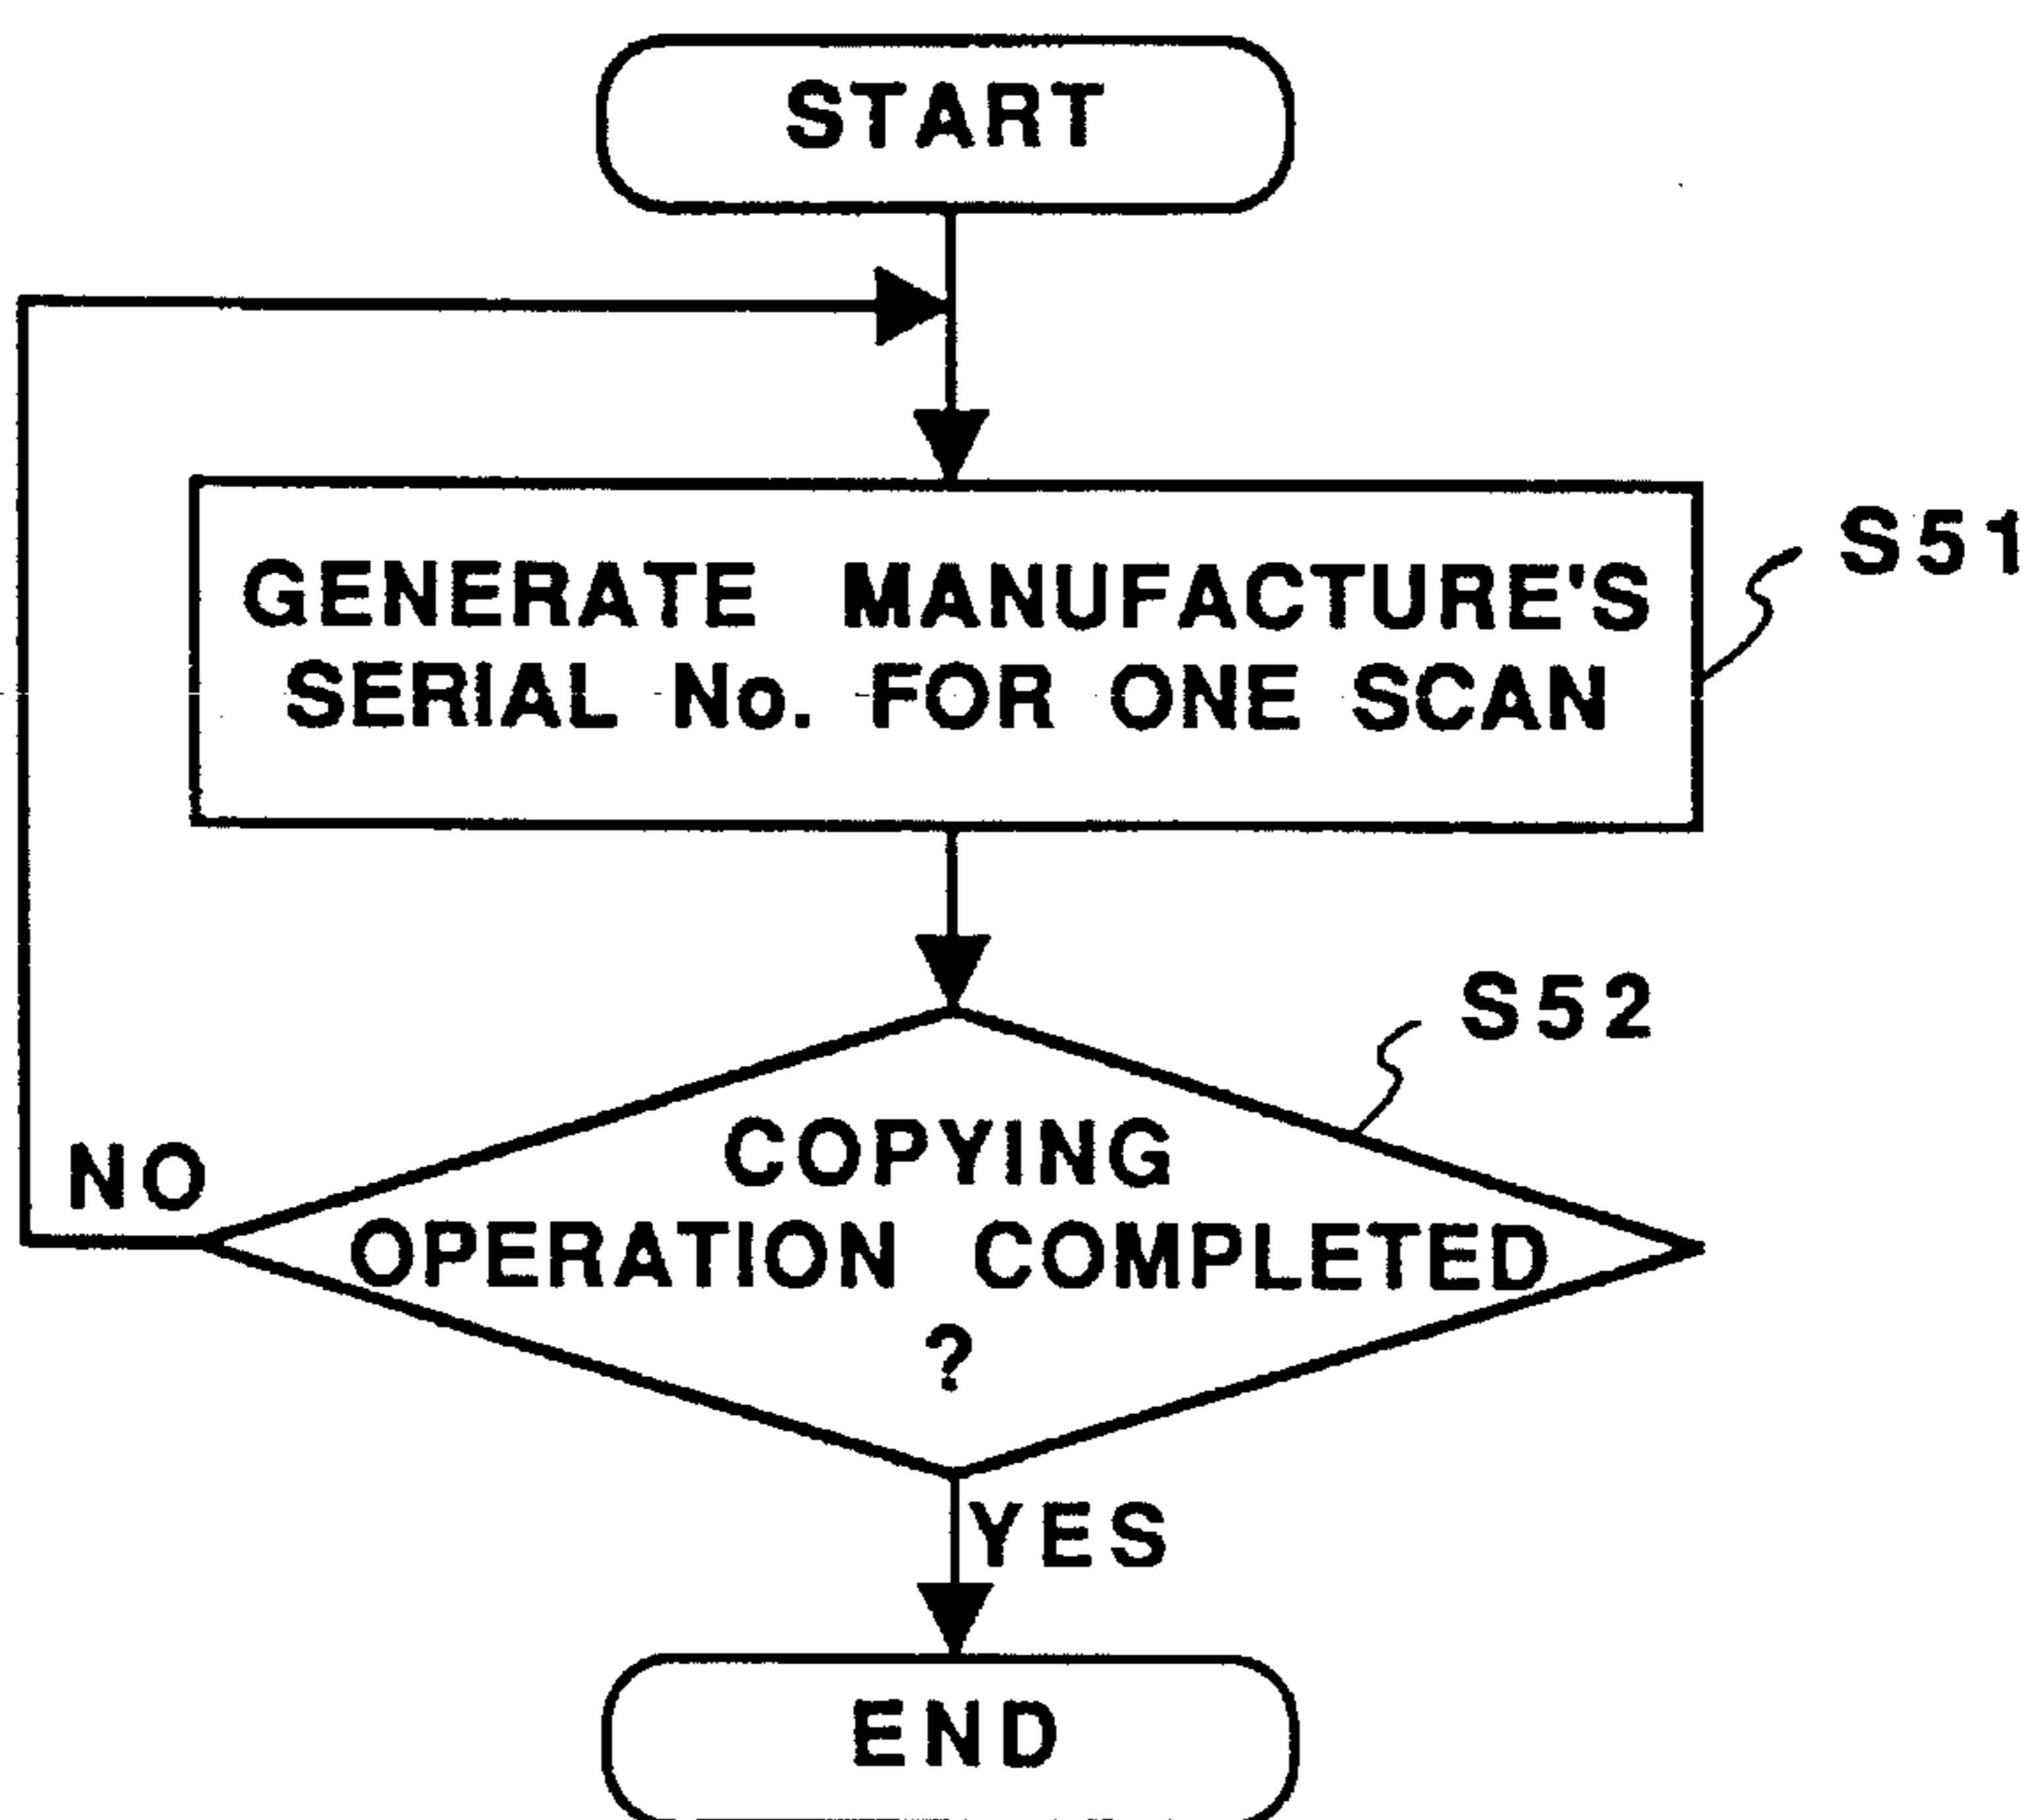 START
GENERATE MANUFACTURE'S
SERIAL No. FOR ONE SCAN
S51
S52
COPYING
OPERATION COMPLETED
?
NO
YES
END